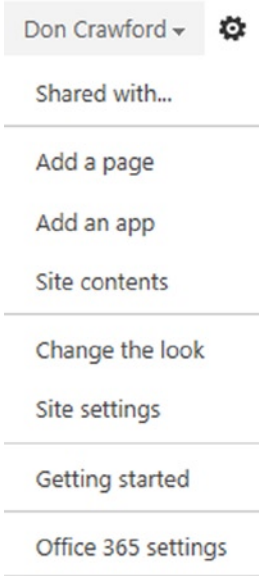 Don Crawford
Shared with...
Add a page
Add an app
Site contents
Change the look
Site settings
Getting started
Office 365 settings